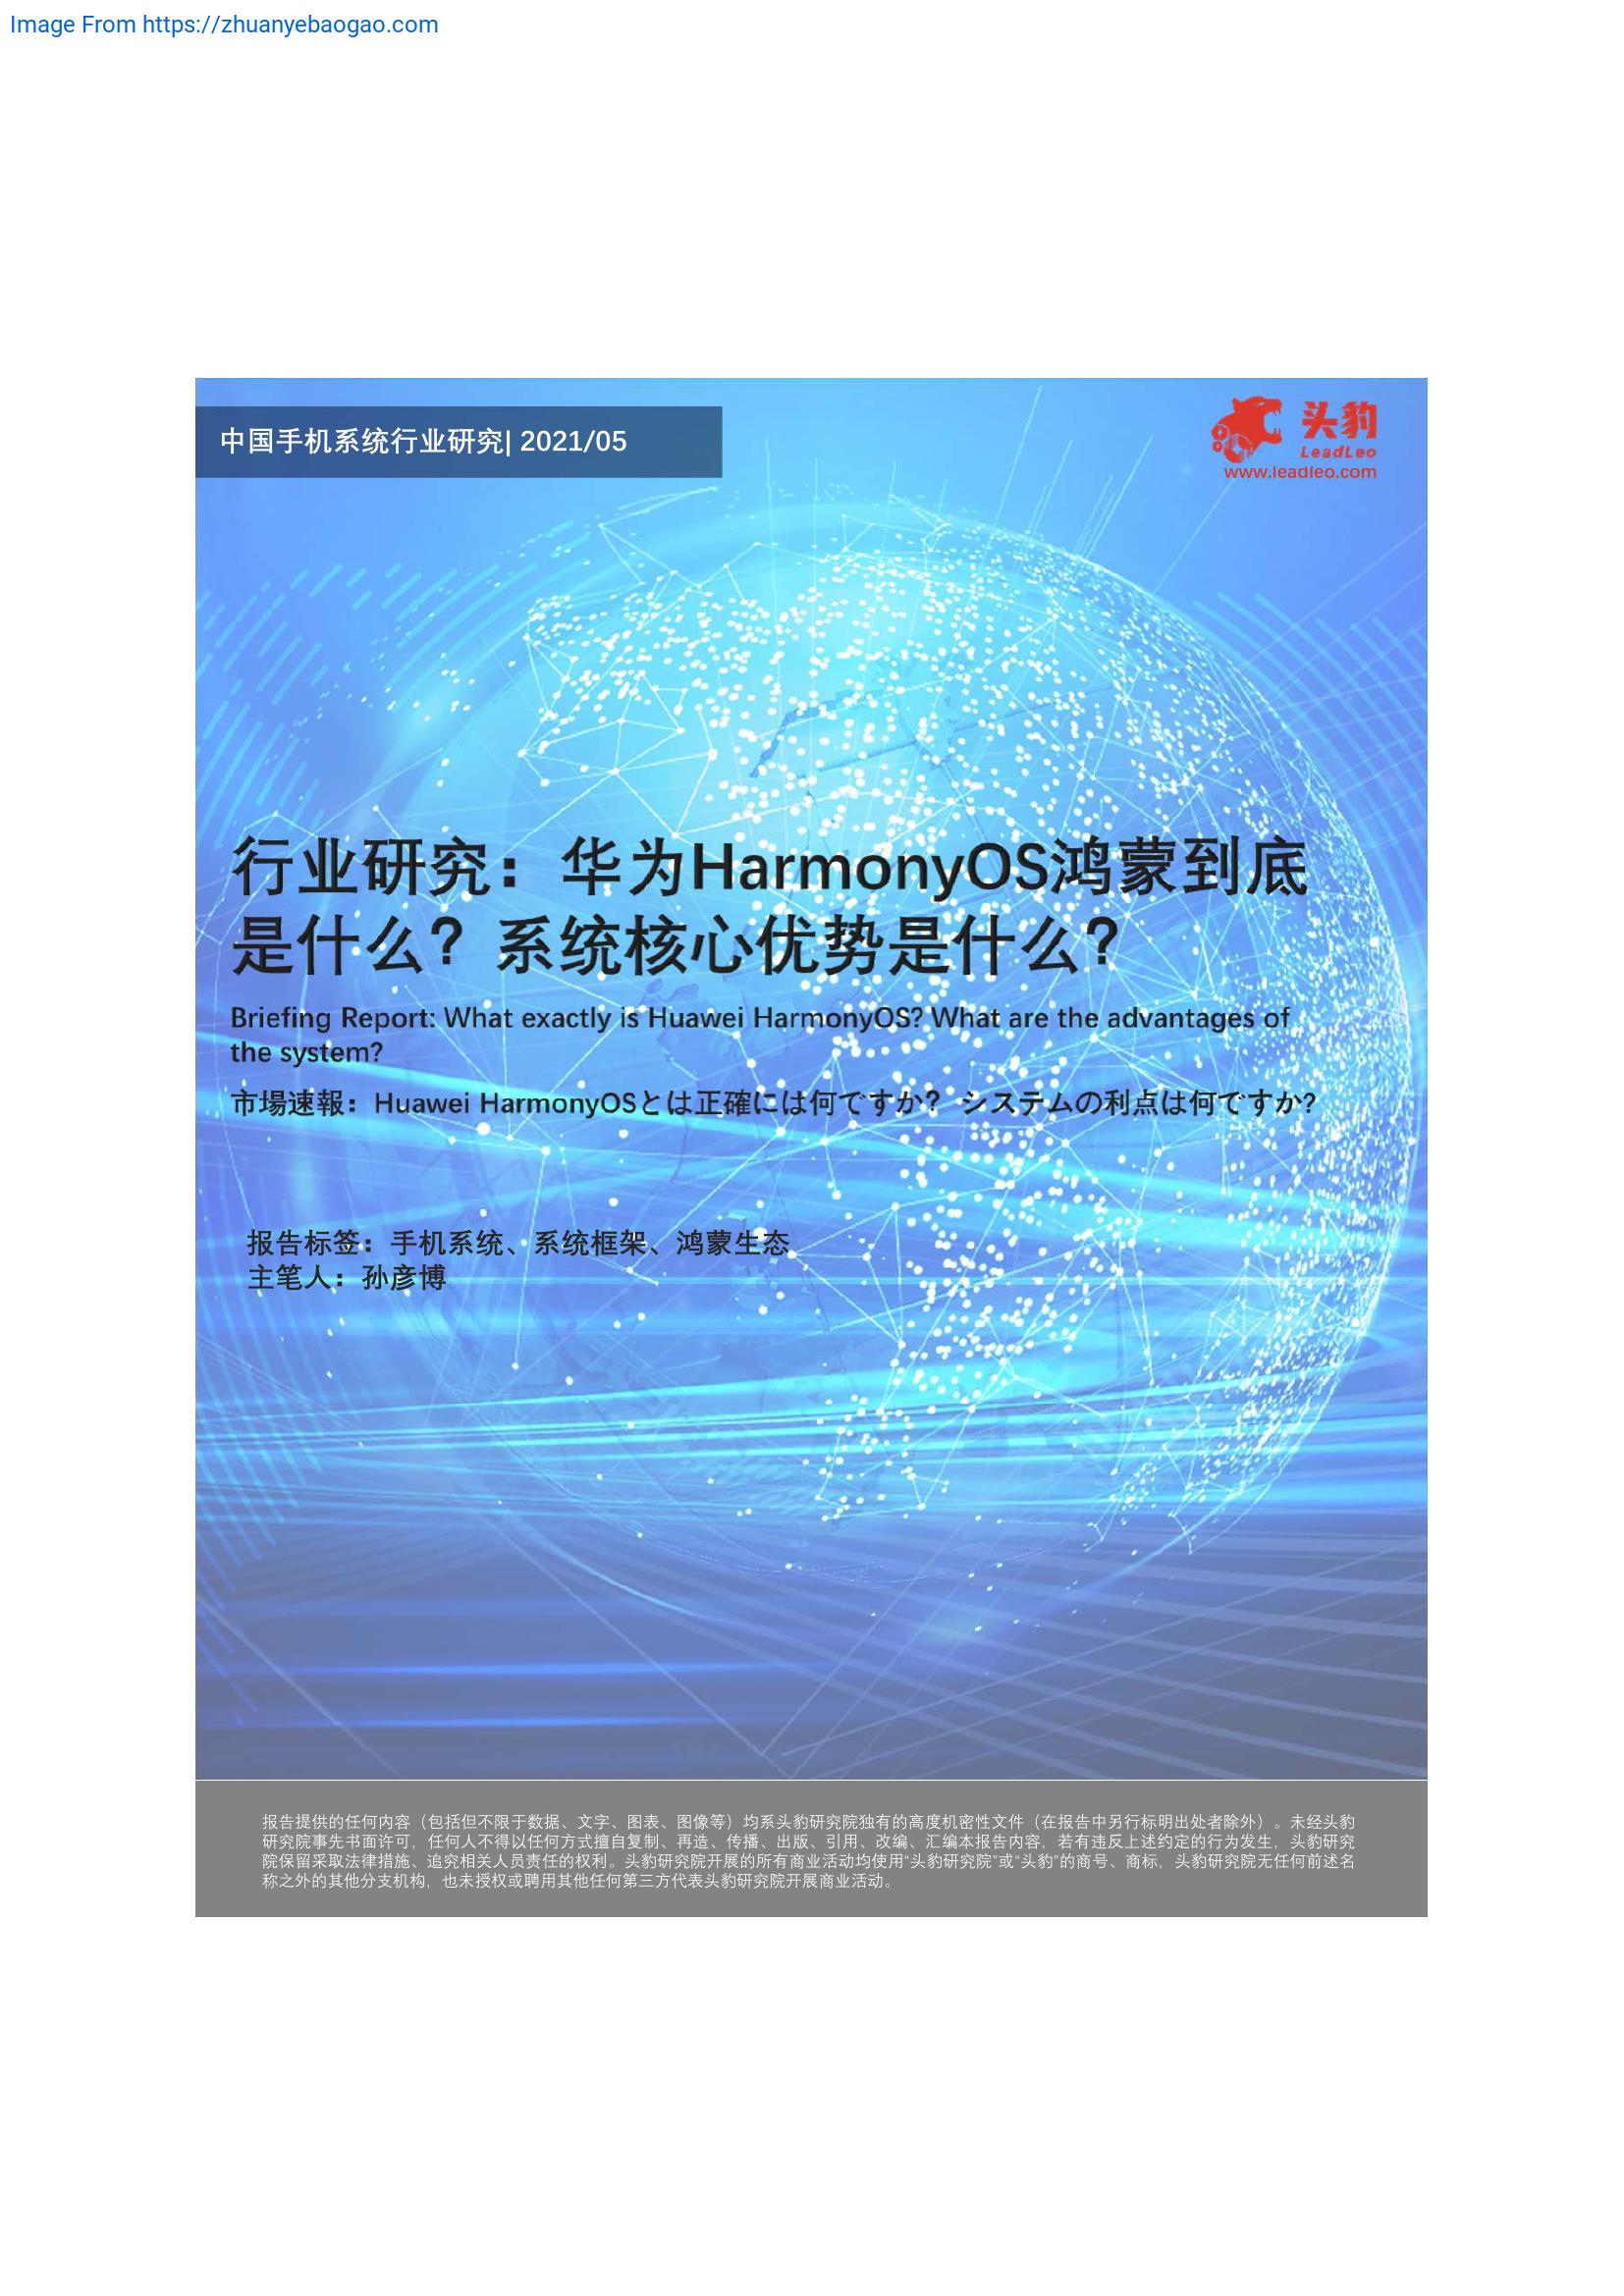 Image From https://zhuanyebaogao.com
中国手机系统行业研究| 2021/05
头豹
LeadLeo
www.leadleo.com
行业研究：华为HarmonyOS鸿蒙到底
是什么？系统核心优势是什么？
Briefing Report: What exactly is Huawei HarmonyOS? What are the advantages of
the system?
市場速報：Huawei HarmonyOSとは正確には何ですか？ システムの利点は何ですか?
报告标签：手机系统、系统框架、鸿蒙生态
主笔人：孙彦博
报告提供的任何内容（包括但不限于数据、文字、图表、图像等）均系头豹研究院独有的高度机密性文件（在报告中另行标明出处者除外）。未经头豹
研究院事先书面许可，任何人不得以任何方式擅自复制、再造、传播、出版、引用、改编、汇编本报告内容，若有违反上述约定的行为发生，头豹研究
院保留采取法律措施、追究相关人员责任的权利。头豹研究院开展的所有商业活动均使用“头豹研究院”或“头豹”的商号、商标，头豹研究院无任何前述名
称之外的其他分支机构，也未授权或聘用其他任何第三方代表头豹研究院开展商业活动。